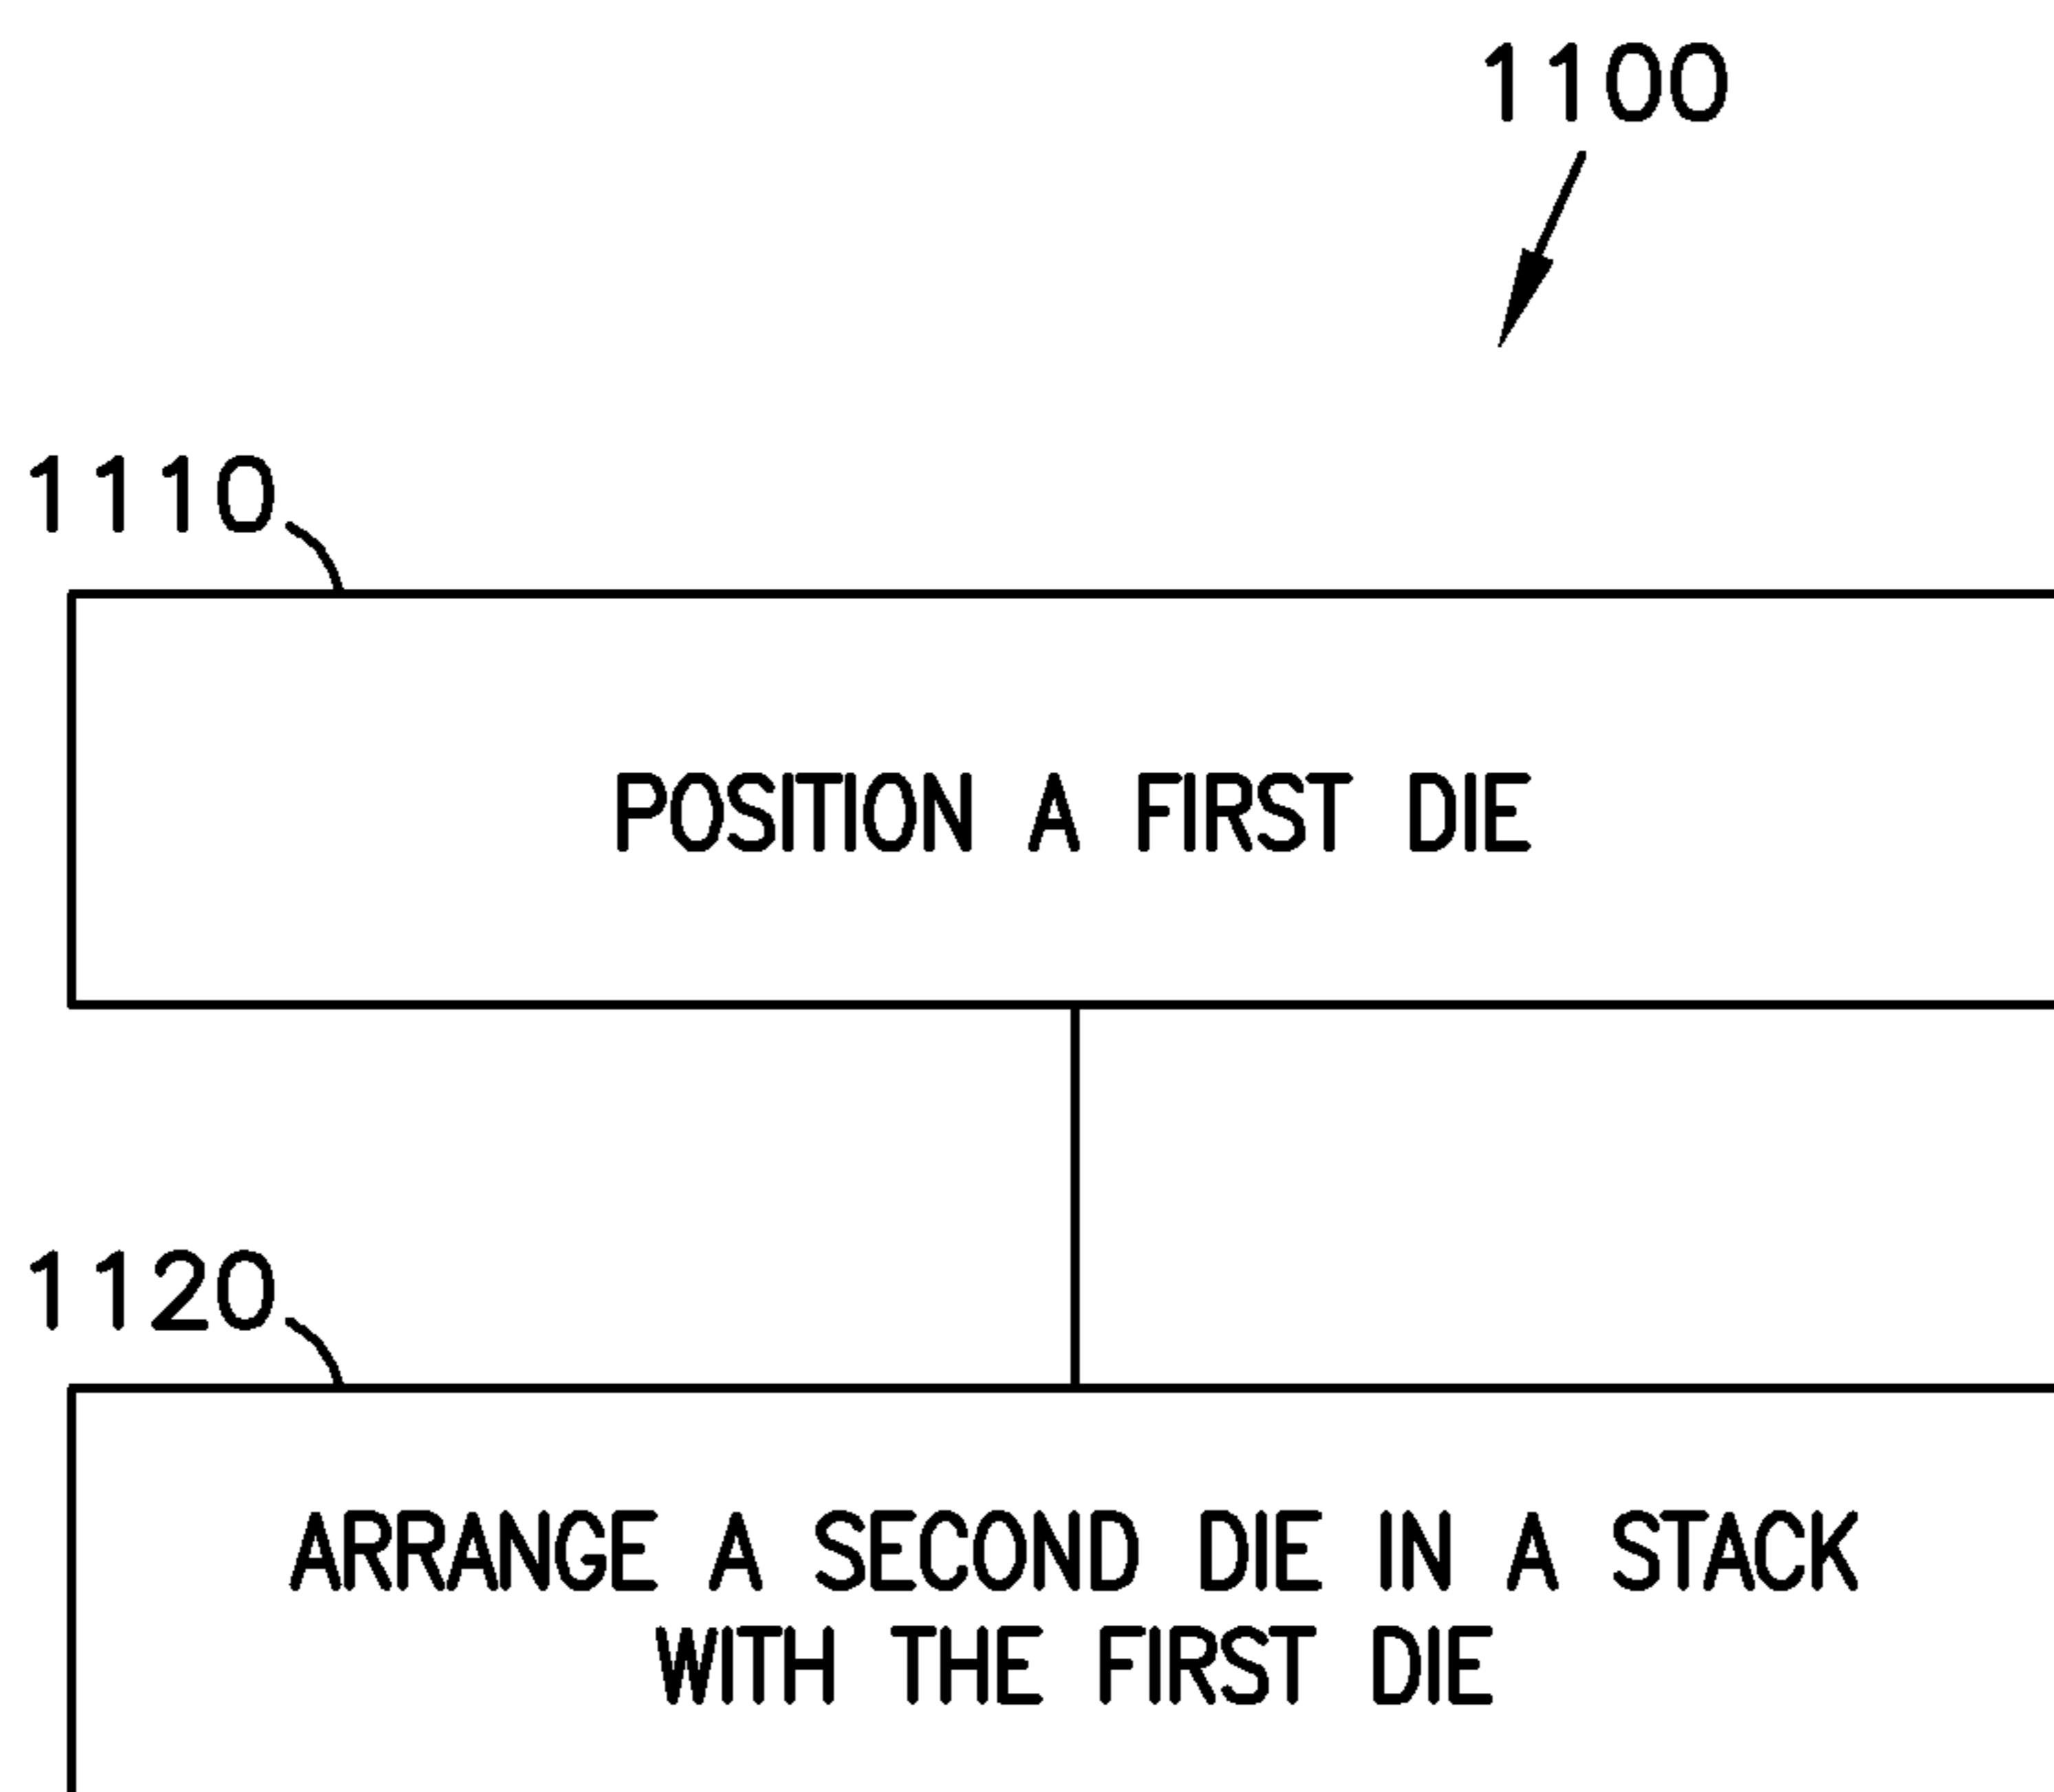 1100
1110
POSITION A FIRST DIE
1120
ARRANGE A SECOND DIE IN A STACK
WITH THE FIRST DIE